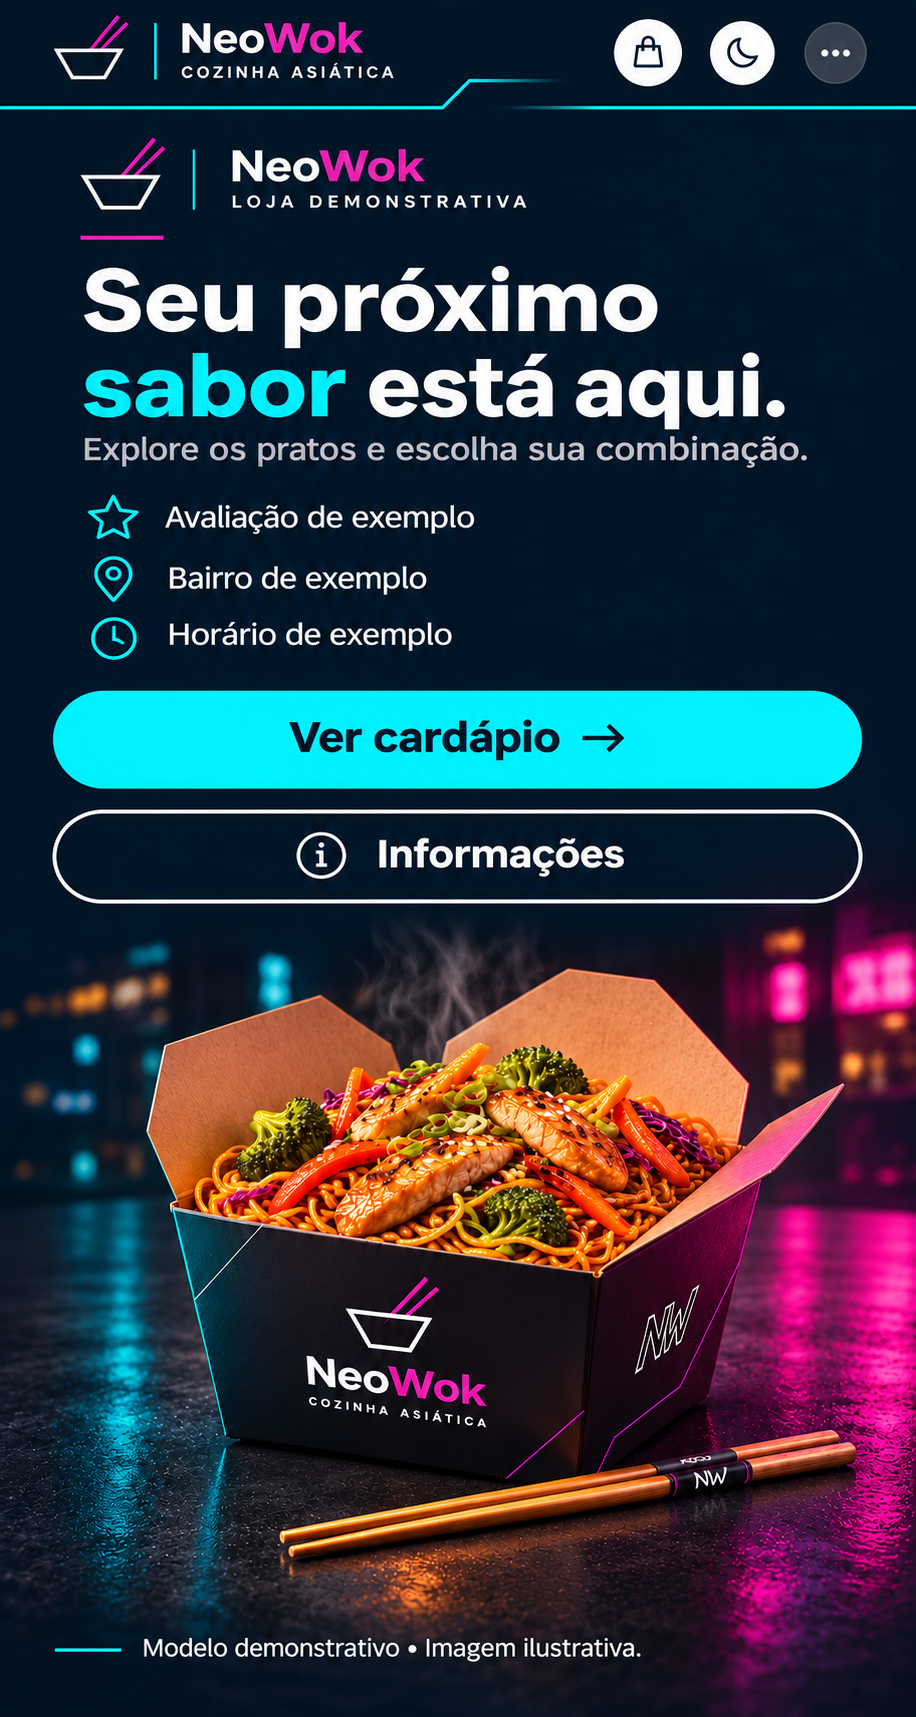 NeoWok
COZINHA ASIÁTICA
NeoWok
LOJA DEMONSTRATIVA
Seu próximo
sabor está aqui.
Explore os pratos e escolha sua combinação.
Avaliação de exemplo
Bairro de exemplo
Horário de exemplo
Ver cardápio →
Informações
NeoWok
COZINHA ASIÁTICA
NW
NW
Modelo demonstrativo • Imagem ilustrativa.